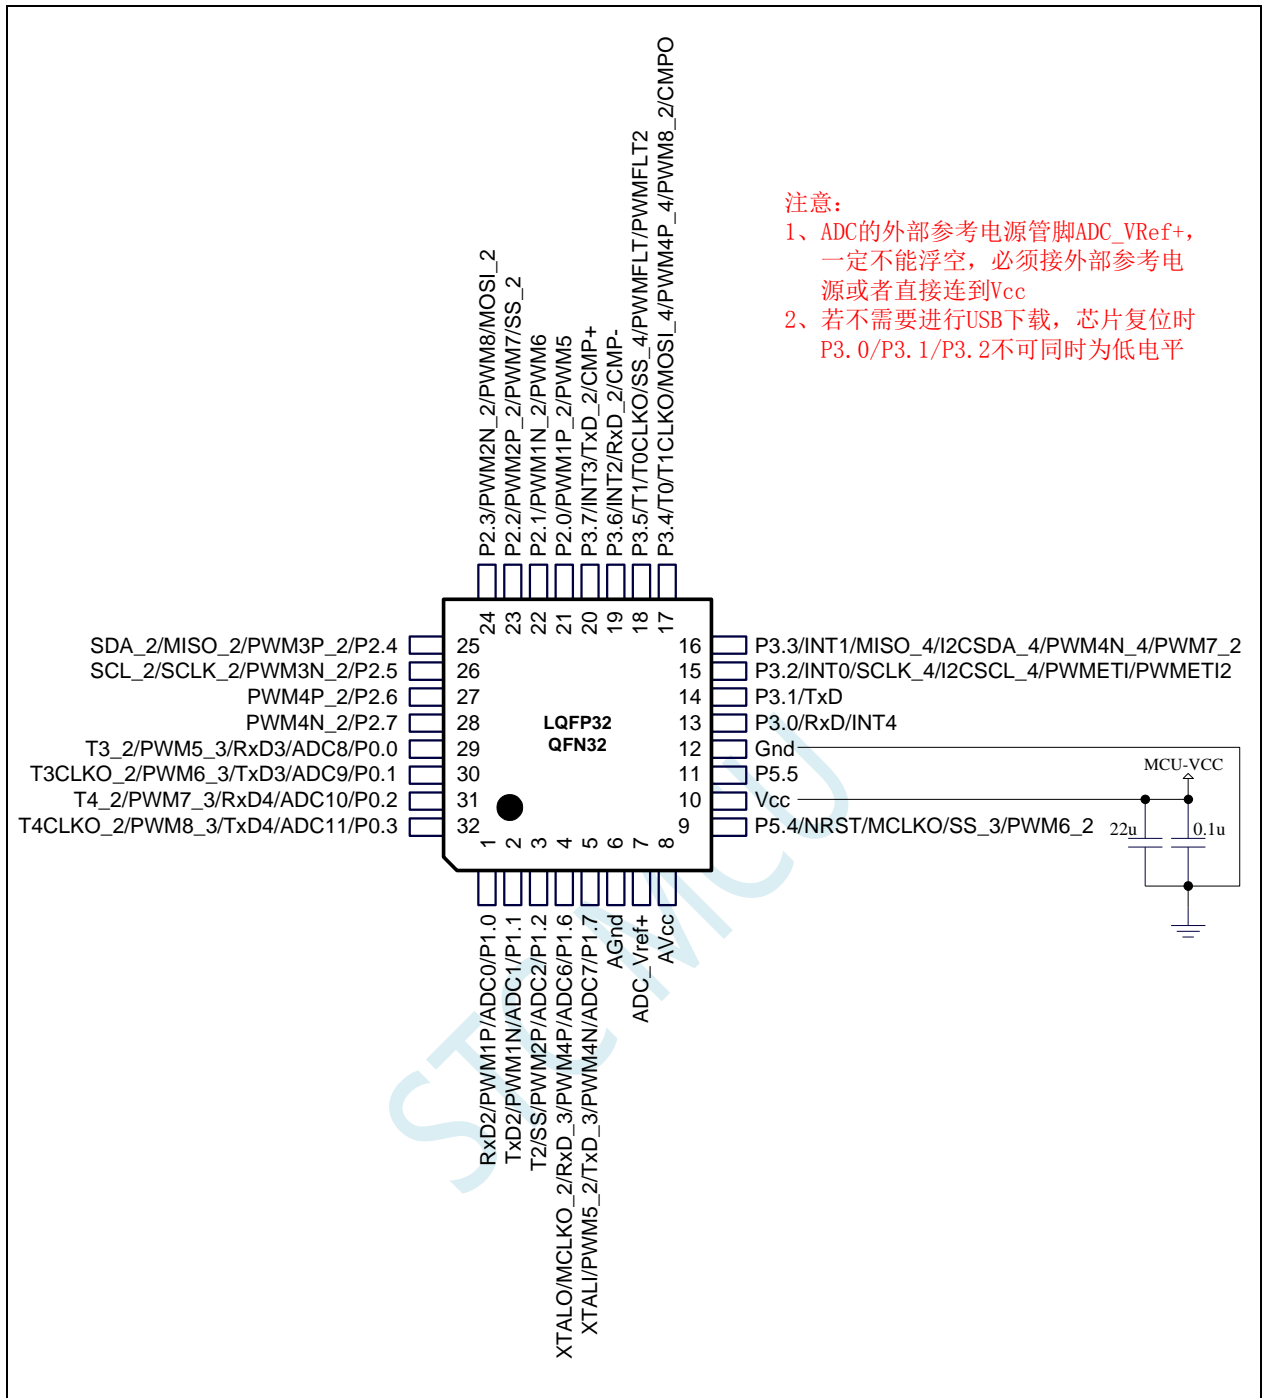 P2.3/PWM2N_2/PWM8/MOSI_2
P2.2/PWM2P_2/PWM7/SS_2
P2.1/PWM1N_2/PWM6
P2.0/PWM1P_2/PWM5
P3.7/INT3/TxD_2/CMP+
P3.6/INT2/RxD_2/CMP-
P3.5/T1/T0CLKO/SS_4/PWMFLT/PWMFLT2
P3.4/T0/T1CLKO/MOSI_4/PWM4P_4/PWM8_2/CMPO
注意：
1、ADC的外部参考电源管脚ADC_VRef+，
一定不能浮空，必须接外部参考电
源或者直接连到Vcc
2、若不需要进行USB下载，芯片复位时
P3.0/P3.1/P3.2不可同时为低电平
24
23
22
21
20
19
18
17
SDA_2/MISO_2/PWM3P_2/P2.4
SCL_2/SCLK_2/PWM3N_2/P2.5
PWM4P_2/P2.6
PWM4N_2/P2.7
T3_2/PWM5_3/RxD3/ADC8/P0.0
T3CLKO_2/PWM6_3/TxD3/ADC9/P0.1
T4_2/PWM7_3/RxD4/ADC10/P0.2
T4CLKO_2/PWM8_3/TxD4/ADC11/P0.3
25
26
27
28
29
30
31
32
LQFP32
QFN32
16
15
14
13
12
11
10
9
P3.3/INT1/MISO_4/I2CSDA_4/PWM4N_4/PWM7_2
P3.2/INT0/SCLK_4/I2CSCL_4/PWMETI/PWMETI2
P3.1/TxD
P3.0/RxD/INT4
Gnd
P5.5
Vcc
P5.4/NRST/MCLKO/SS_3/PWM6_2
MCU-VCC
22u
0.1u
1
2
3
4
5
6
7
8
RxD2/PWM1P/ADC0/P1.0
TxD2/PWM1N/ADC1/P1.1
T2/SS/PWM2P/ADC2/P1.2
XTALO/MCLKO_2/RxD_3/PWM4P/ADC6/P1.6
XTALI/PWM5_2/TxD_3/PWM4N/ADC7/P1.7
AGnd
ADC_Vref+
AVcc
STC MCU